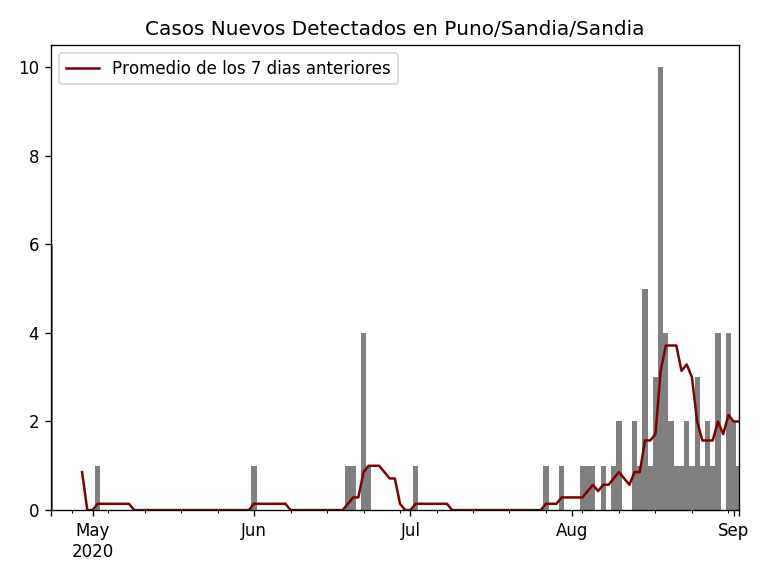 Casos Nuevos Detectados en Puno/Sandia/Sandia
Promedio de los 7 dias anteriores
10
8
6
4
2
0
May Jun Jul Aug Sep
2020